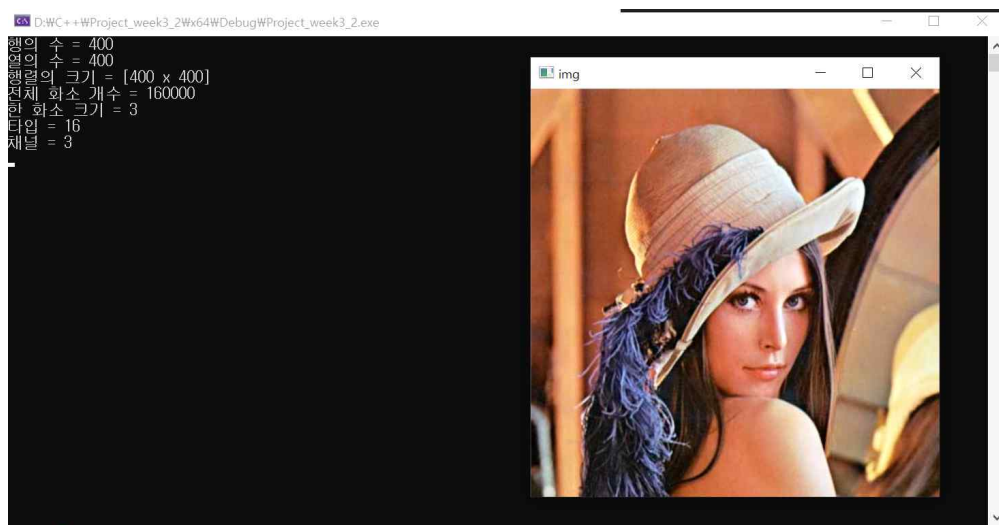 D:₩C++₩Project_week3_2₩x64₩Debug₩Project_week3_2.exe
행의 수 = 400
열의 수 = 400
행렬의 크기 = [400 x 400]
전체 화소 개수 = 160000
한 화소 크기 = 3
타입 = 16
채널 = 3
img